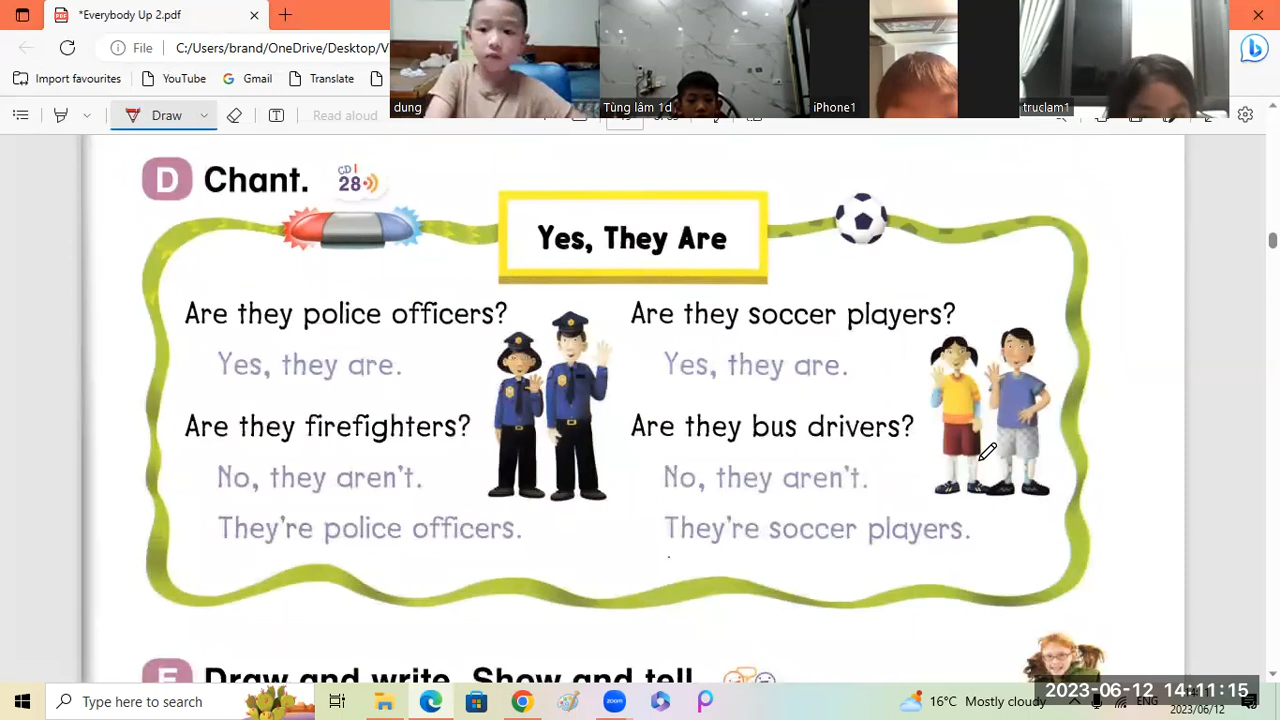 *Everybody Up 2.pdf
File
C:/Users/brand/OneDrive/Desktop/V
Import favourites
YouTube
Gmail
Translate
dung
Tùng lâm 1d
iPhone1
truclam1
Draw
Read aloud
D Chant.
CD 1
28
Yes, They Are
Are they police officers?
Yes, they are.
Are they firefighters?
No, they aren't.
They're police officers.
Are they soccer players?
Yes, they are.
Are they bus drivers?
No, they aren't.
They're soccer players.
E Draw and write. Show and tell.
Type here to search
zoom
16°C Mostly cloudy
ENG
2023-06-12 14:11:15
2023/06/12